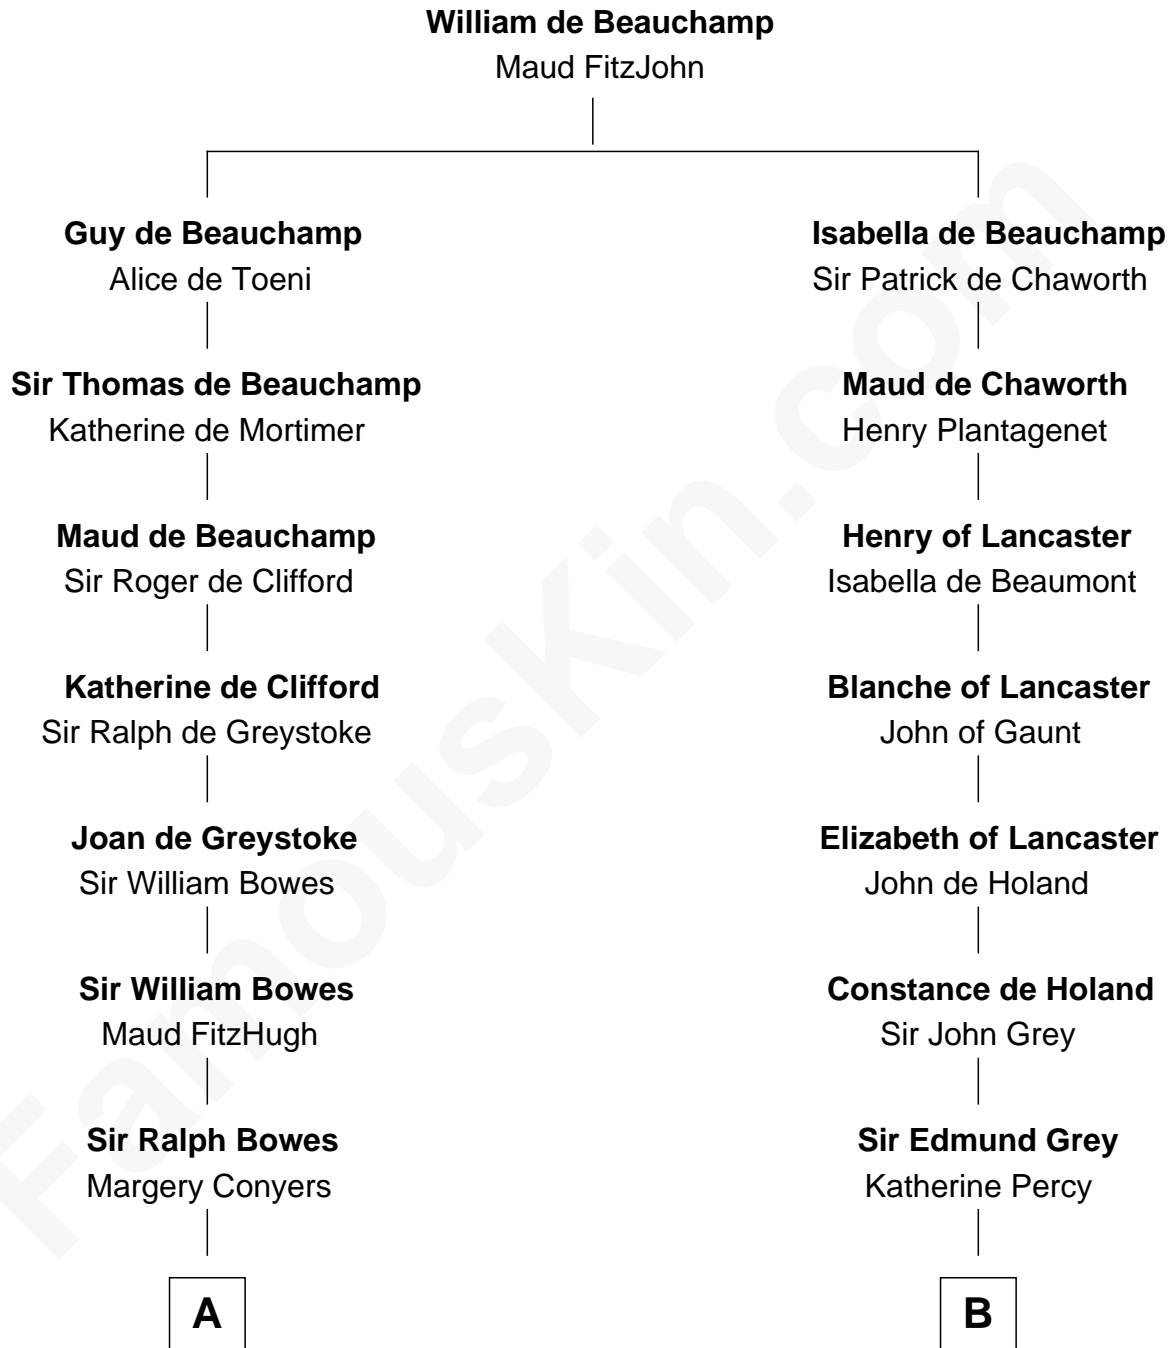 William de Beauchamp
Maud FitzJohn
Guy de Beauchamp
Alice de Toeni
Isabella de Beauchamp
Sir Patrick de Chaworth
Sir Thomas de Beauchamp
Katherine de Mortimer
Maud de Chaworth
Henry Plantagenet
Maud de Beauchamp
Sir Roger de Clifford
Henry of Lancaster
Isabella de Beaumont
Katherine de Clifford
Sir Ralph de Greystoke
Blanche of Lancaster
John of Gaunt
Joan de Greystoke
Sir William Bowes
Elizabeth of Lancaster
John de Holand
Sir William Bowes
Maud FitzHugh
Constance de Holand
Sir John Grey
Sir Ralph Bowes
Margery Conyers
Sir Edmund Grey
Katherine Percy
A
B
FamousKin.com